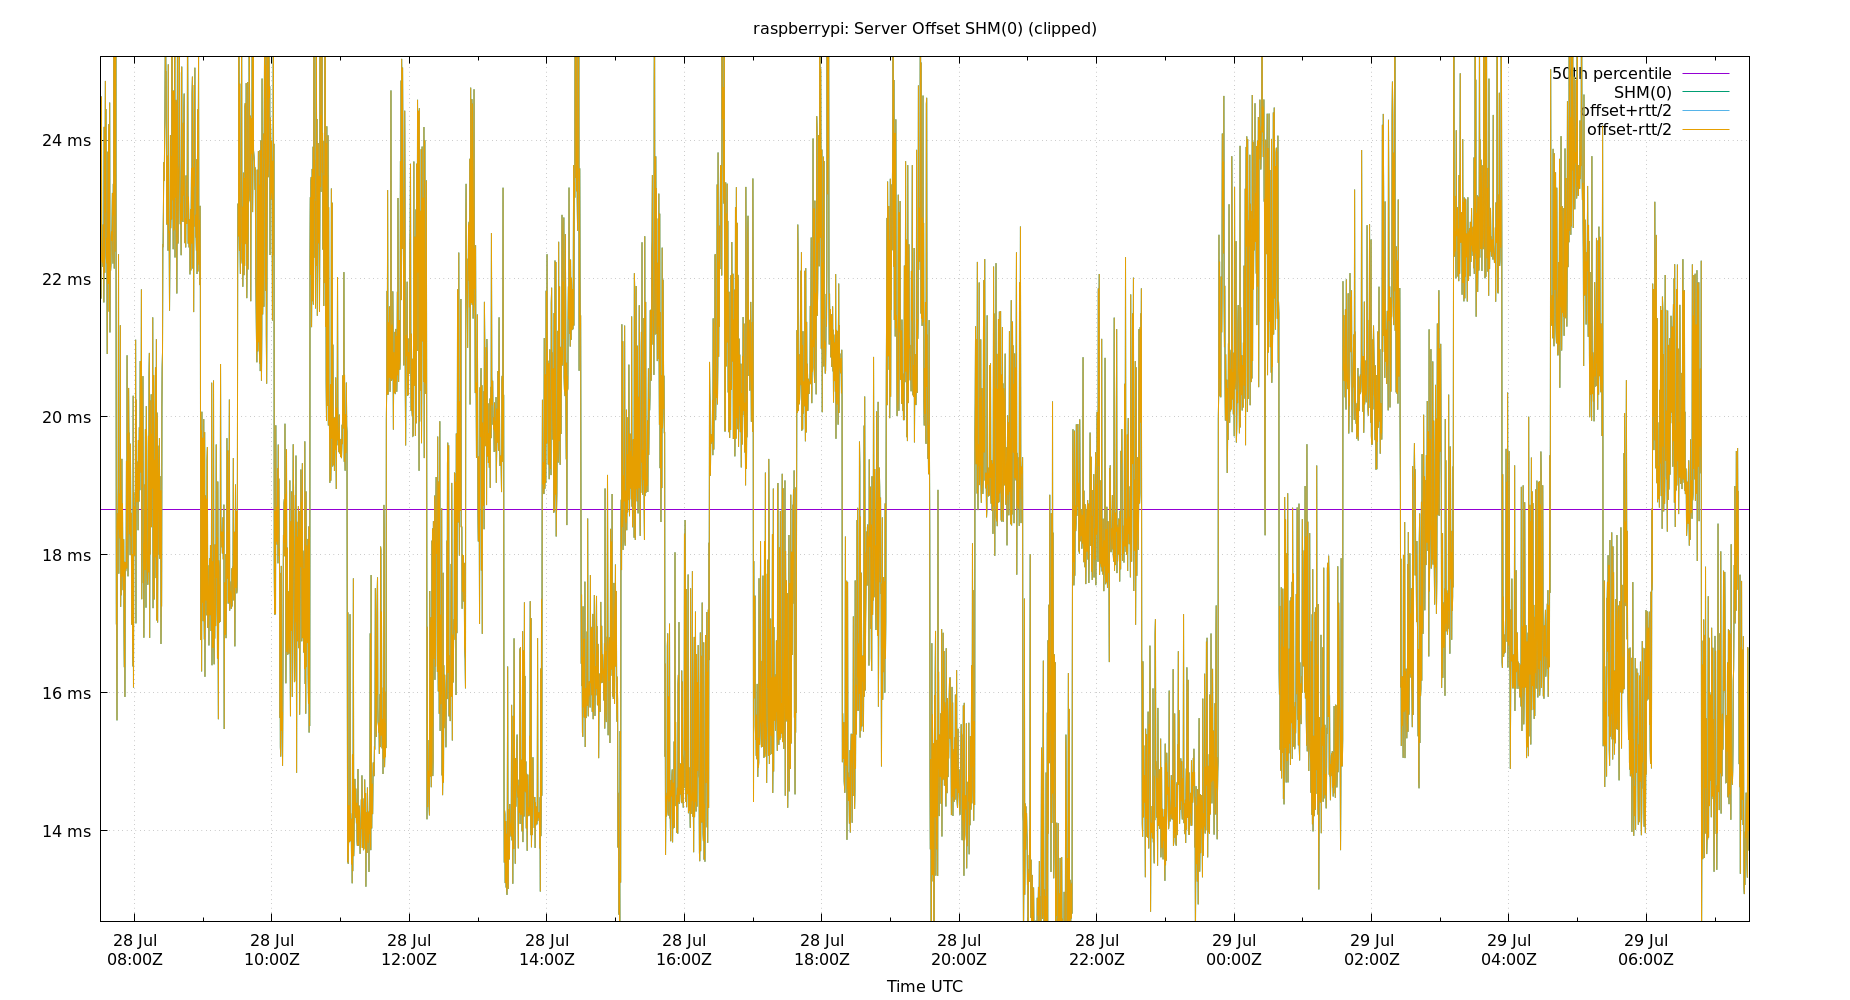 raspberrypi: Server Offset SHM(0) (clipped)
50th percentile
SHM(0)
offset+rtt/2
offset-rtt/2
24 ms
22 ms
20 ms
18 ms
16 ms
14 ms
28 Jul 28 Jul 28 Jul 28 Jul 28 Jul 28 Jul 28 Jul 28 Jul 29 Jul 29 Jul 29 Jul 29 Jul
08:00Z 10:00Z 12:00Z 14:00Z 16:00Z 18:00Z 20:00Z 22:00Z 00:00Z 02:00Z 04:00Z 06:00Z
Time UTC